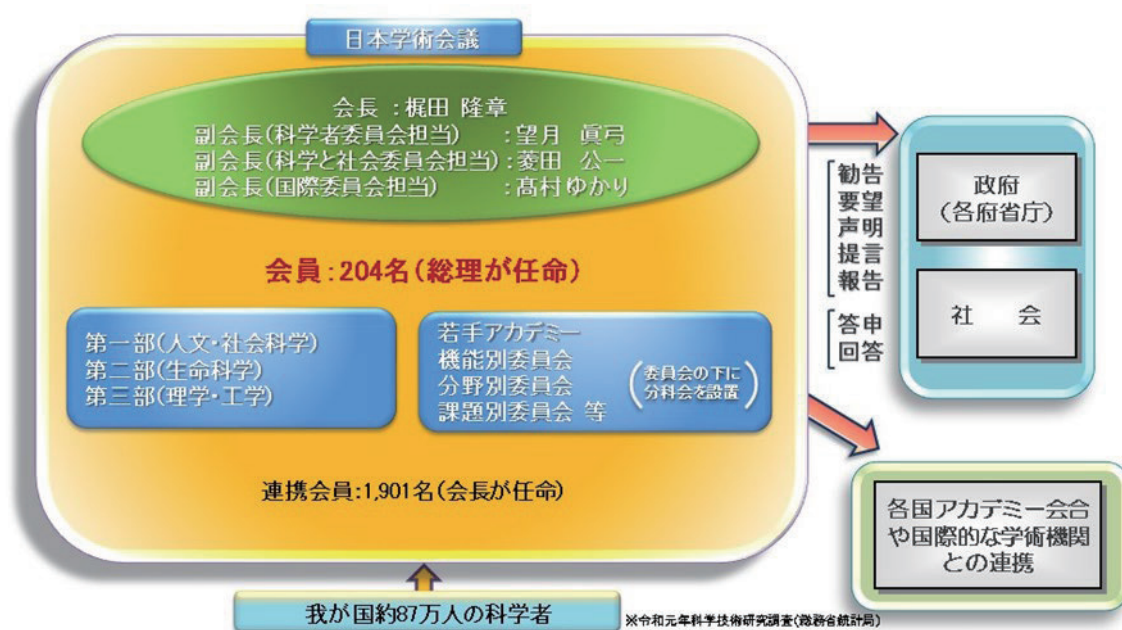 日本学術会議
会長 :梶田 隆章
副会長(科学者委員会担当) :望月 眞弓
副会長(科学と社会委員会担当):菱田 公一
副会長(国際委員会担当) :髙村ゆかり
会員:204名(総理が任命)
第一部(人文・社会科学)
第二部(生命科学)
第三部(理学・工学)
若手アカデミー
機能別委員会
分野別委員会
課題別委員会 等
(委員会の下に
分科会を設置)
連携会員:1,901名(会長が任命)
我が国約87万人の科学者
※令和元年科学技術研究調査(総務省統計局)
勧告
要望
声明
提言
報告
答申
回答
政府
(各府省庁)
社 会
各国アカデミー会合
や国際的な学術機関
との連携